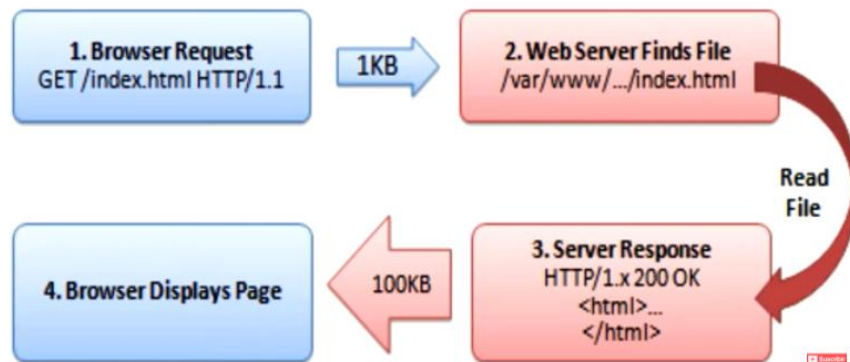 1. Browser Request
GET /index.html HTTP/1.1
1KB
2. Web Server Finds File
/var/www/.../index.html
Read
File
3. Server Response
HTTP/1.x 200 OK
<html>...
</html>
100KB
4. Browser Displays Page